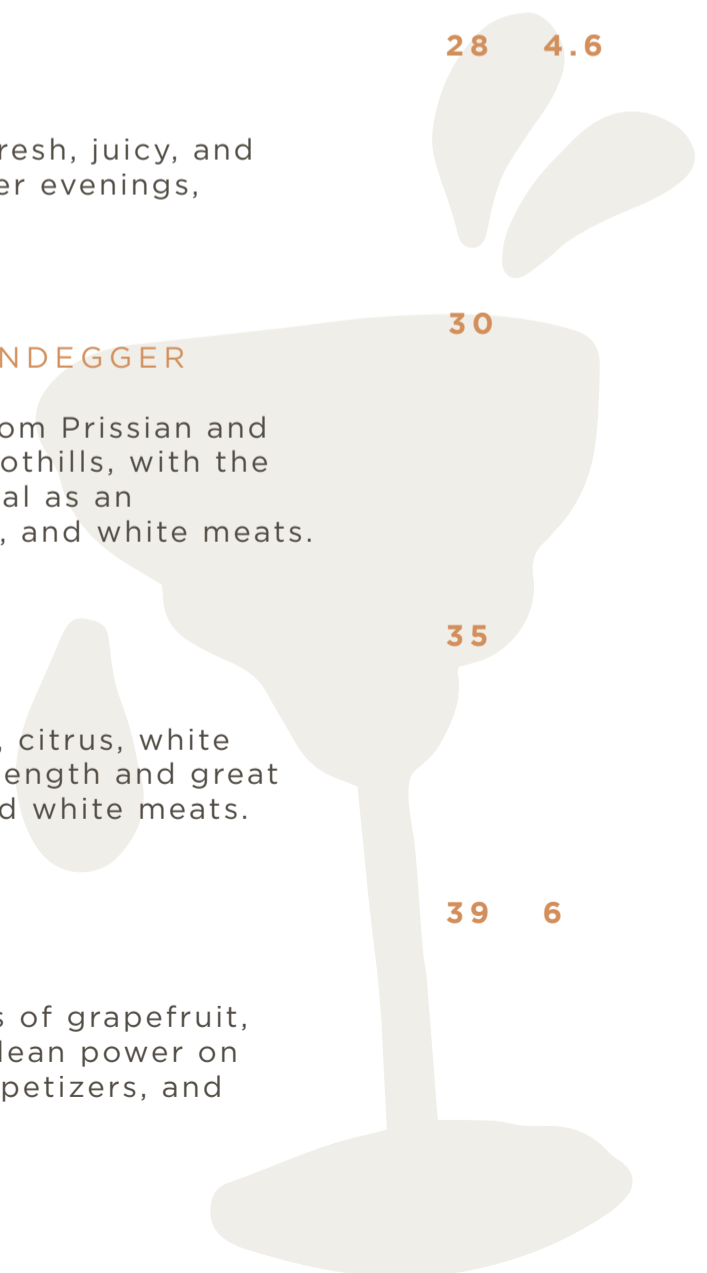 28 4.6
resh, juicy, and
er evenings,
30
NDEGGER
om Prissian and
othills, with the
al as an
, and white meats.
35
, citrus, white
ength and great
d white meats.
39 6
s of grapefruit,
lean power on
petizers, and